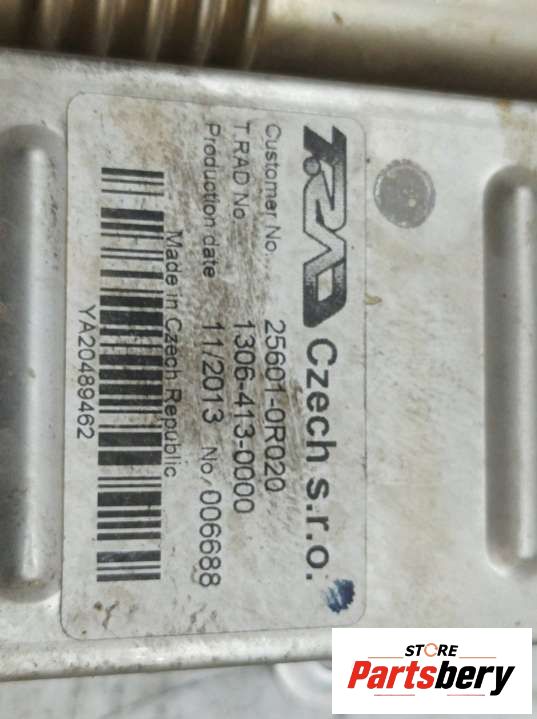 T.RAD Czech s.r.o.
Customer No. 25601-0R020
T.RAD No. 1306-413-0000
Production date 11/2013 No. 006688
Made in Czech Republic
YA20489462
STORE
Partsbery